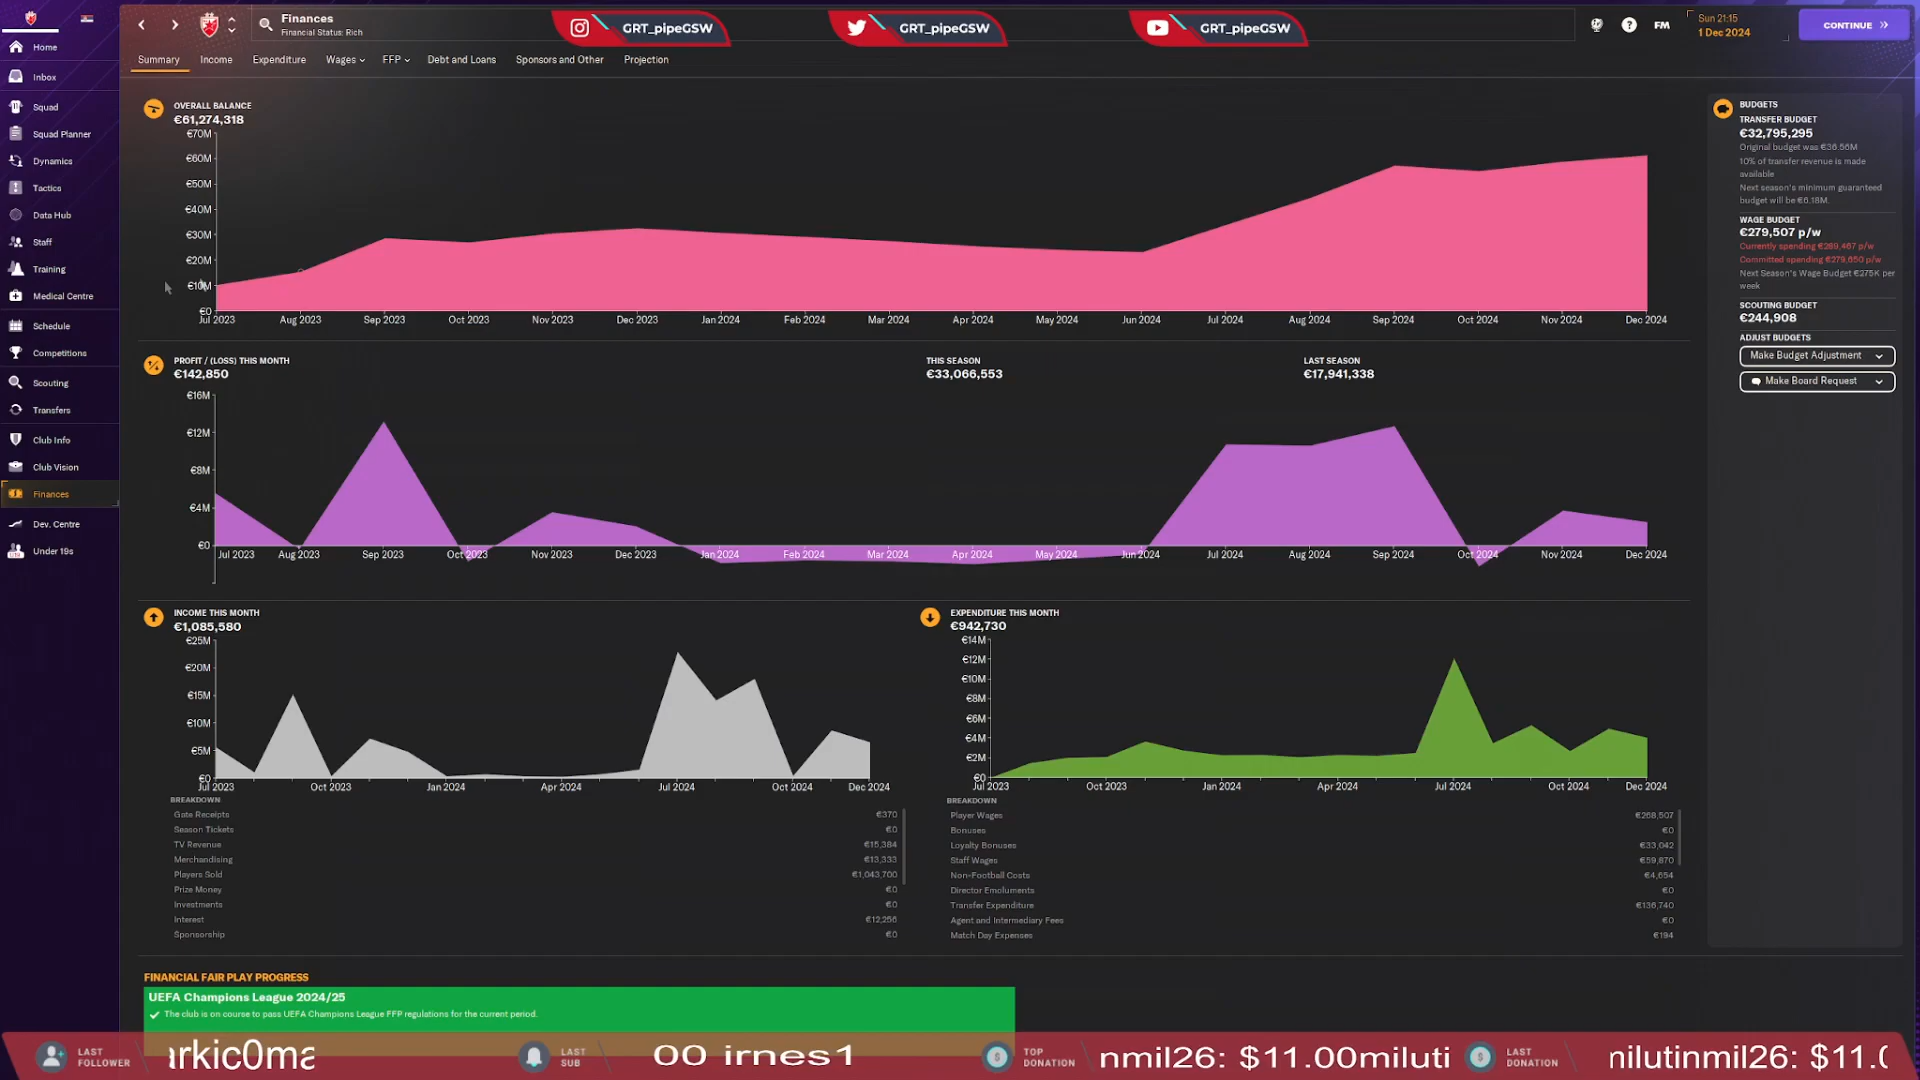 Finances
Financial Status: Rich
GRT_pipeGSW
GRT_pipeGSW
GRT_pipeGSW
FM
Sun 21:15
1 Dec 2024
CONTINUE
Home
Inbox
Squad
Squad Planner
Dynamics
Tactics
Data Hub
Staff
Training
Medical Centre
Schedule
Competitions
Scouting
Transfers
Club Info
Club Vision
Finances
Dev. Centre
Under 19s
Summary
Income
Expenditure
Wages
FFP
Debt and Loans
Sponsors and Other
Projection
OVERALL BALANCE
€61,274,318
€70M
€60M
€50M
€40M
€30M
€20M
€10M
€0
Jul 2023 Aug 2023 Sep 2023 Oct 2023 Nov 2023 Dec 2023 Jan 2024 Feb 2024 Mar 2024 Apr 2024 May 2024 Jun 2024 Jul 2024 Aug 2024 Sep 2024 Oct 2024 Nov 2024 Dec 2024
PROFIT / (LOSS) THIS MONTH
€142,850
THIS SEASON
€33,066,553
LAST SEASON
€17,941,338
€16M
€12M
€8M
€4M
€0
Jul 2023 Aug 2023 Sep 2023 Oct 2023 Nov 2023 Dec 2023 Jan 2024 Feb 2024 Mar 2024 Apr 2024 May 2024 Jun 2024 Jul 2024 Aug 2024 Sep 2024 Oct 2024 Nov 2024 Dec 2024
INCOME THIS MONTH
€1,085,580
€25M
€20M
€15M
€10M
€5M
€0
Jul 2023 Oct 2023 Jan 2024 Apr 2024 Jul 2024 Oct 2024 Dec 2024
BREAKDOWN
Gate Receipts €370
Season Tickets €0
TV Revenue €15,384
Merchandising €13,333
Players Sold €1,043,700
Prize Money €0
Investments €0
Interest €12,256
Sponsorship €0
EXPENDITURE THIS MONTH
€942,730
€14M
€12M
€10M
€8M
€6M
€4M
€2M
€0
Jul 2023 Oct 2023 Jan 2024 Apr 2024 Jul 2024 Oct 2024 Dec 2024
BREAKDOWN
Player Wages €268,507
Bonuses €0
Loyalty Bonuses €33,042
Staff Wages €59,870
Non-Football Costs €4,654
Director Emoluments €0
Transfer Expenditure €136,740
Agent and Intermediary Fees €0
Match Day Expenses €194
BUDGETS
TRANSFER BUDGET
€32,795,295
Original budget was €36.56M
10% of transfer revenue is made
available
Next season's minimum guaranteed
budget will be €6.18M.
WAGE BUDGET
€279,507 p/w
Currently spending €289,467 p/w
Committed spending €279,650 p/w
Next Season's Wage Budget €275K per
week
SCOUTING BUDGET
€244,908
ADJUST BUDGETS
Make Budget Adjustment
Make Board Request
FINANCIAL FAIR PLAY PROGRESS
UEFA Champions League 2024/25
The club is on course to pass UEFA Champions League FFP regulations for the current period.
LAST
FOLLOWER
arkic0ma
LAST
SUB
00 irnes1
TOP
DONATION
nmil26: $11.00miluti
LAST
DONATION
nilutinmil26: $11.0